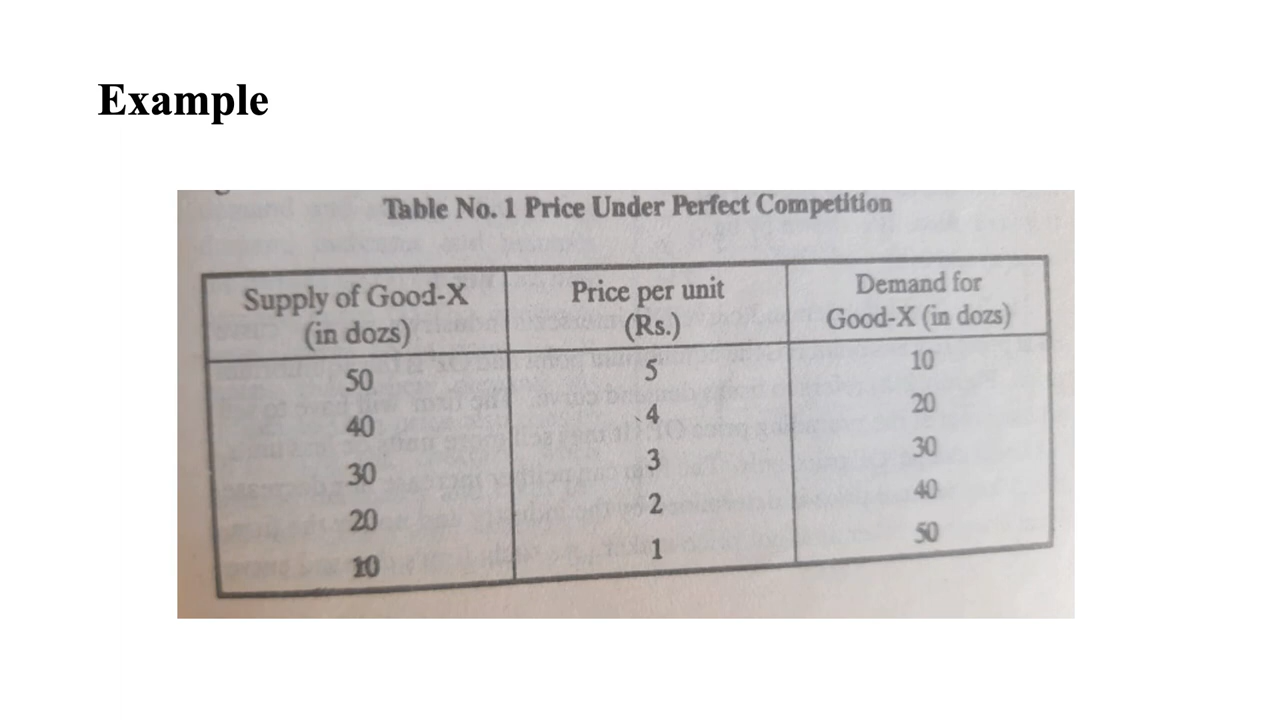 Example
Table No. 1 Price Under Perfect Competition
Supply of Good-X (in dozs) Price per unit (Rs.) Demand for Good-X (in dozs)
50 5 10
40 4 20
30 3 30
20 2 40
10 1 50